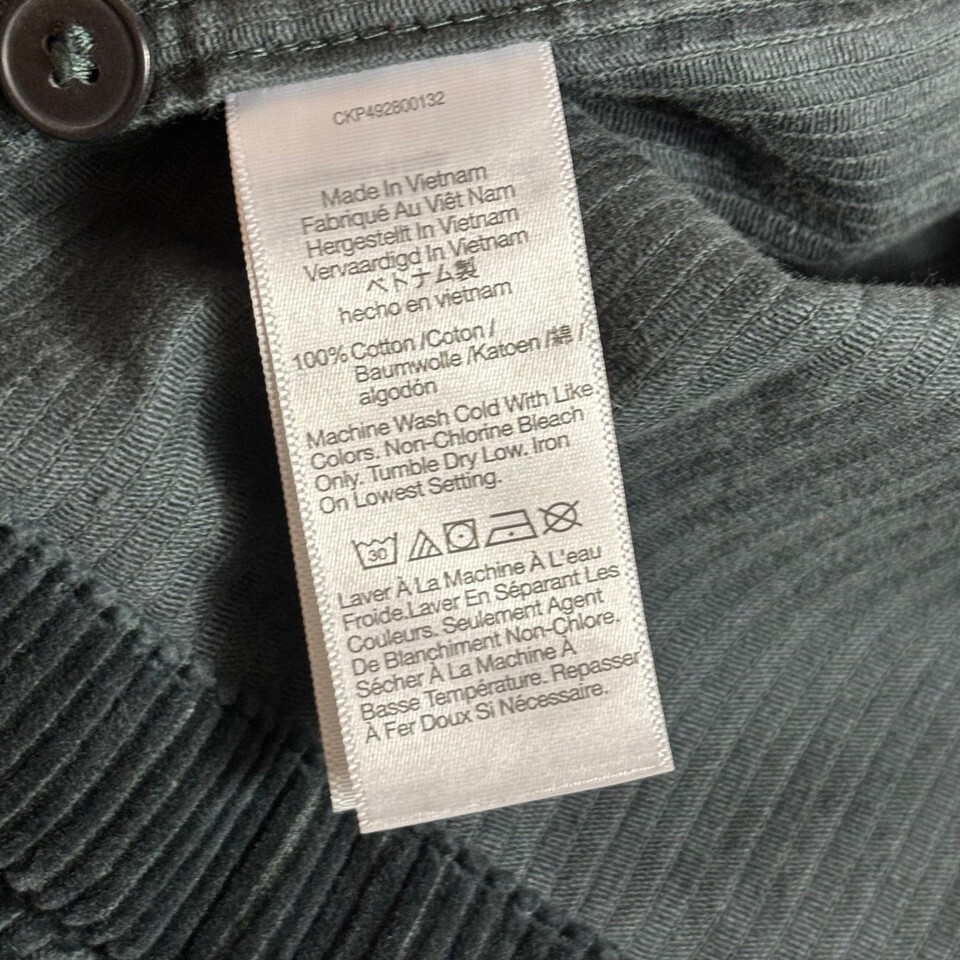 CKP492800132
Made In Vietnam
Fabriqué Au Viêt Nam
Hergestellt In Vietnam
Vervaardigd In Vietnam
ベトナム製
hecho en vietnam
100% Cotton /Coton /
Baumwolle /Katoen /綿 /
algodón
Machine Wash Cold With Like
Colors. Non-Chlorine Bleach
Only. Tumble Dry Low. Iron
On Lowest Setting.
30
Laver À La Machine À L'eau
Froide.Laver En Séparant Les
Couleurs. Seulement Agent
De Blanchiment Non-Chlore.
Sécher À La Machine À
Basse Température. Repasser
À Fer Doux Si Nécessaire.